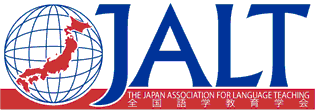 JALT
THE JAPAN ASSOCIATION FOR LANGUAGE TEACHING
全国語学教育学会